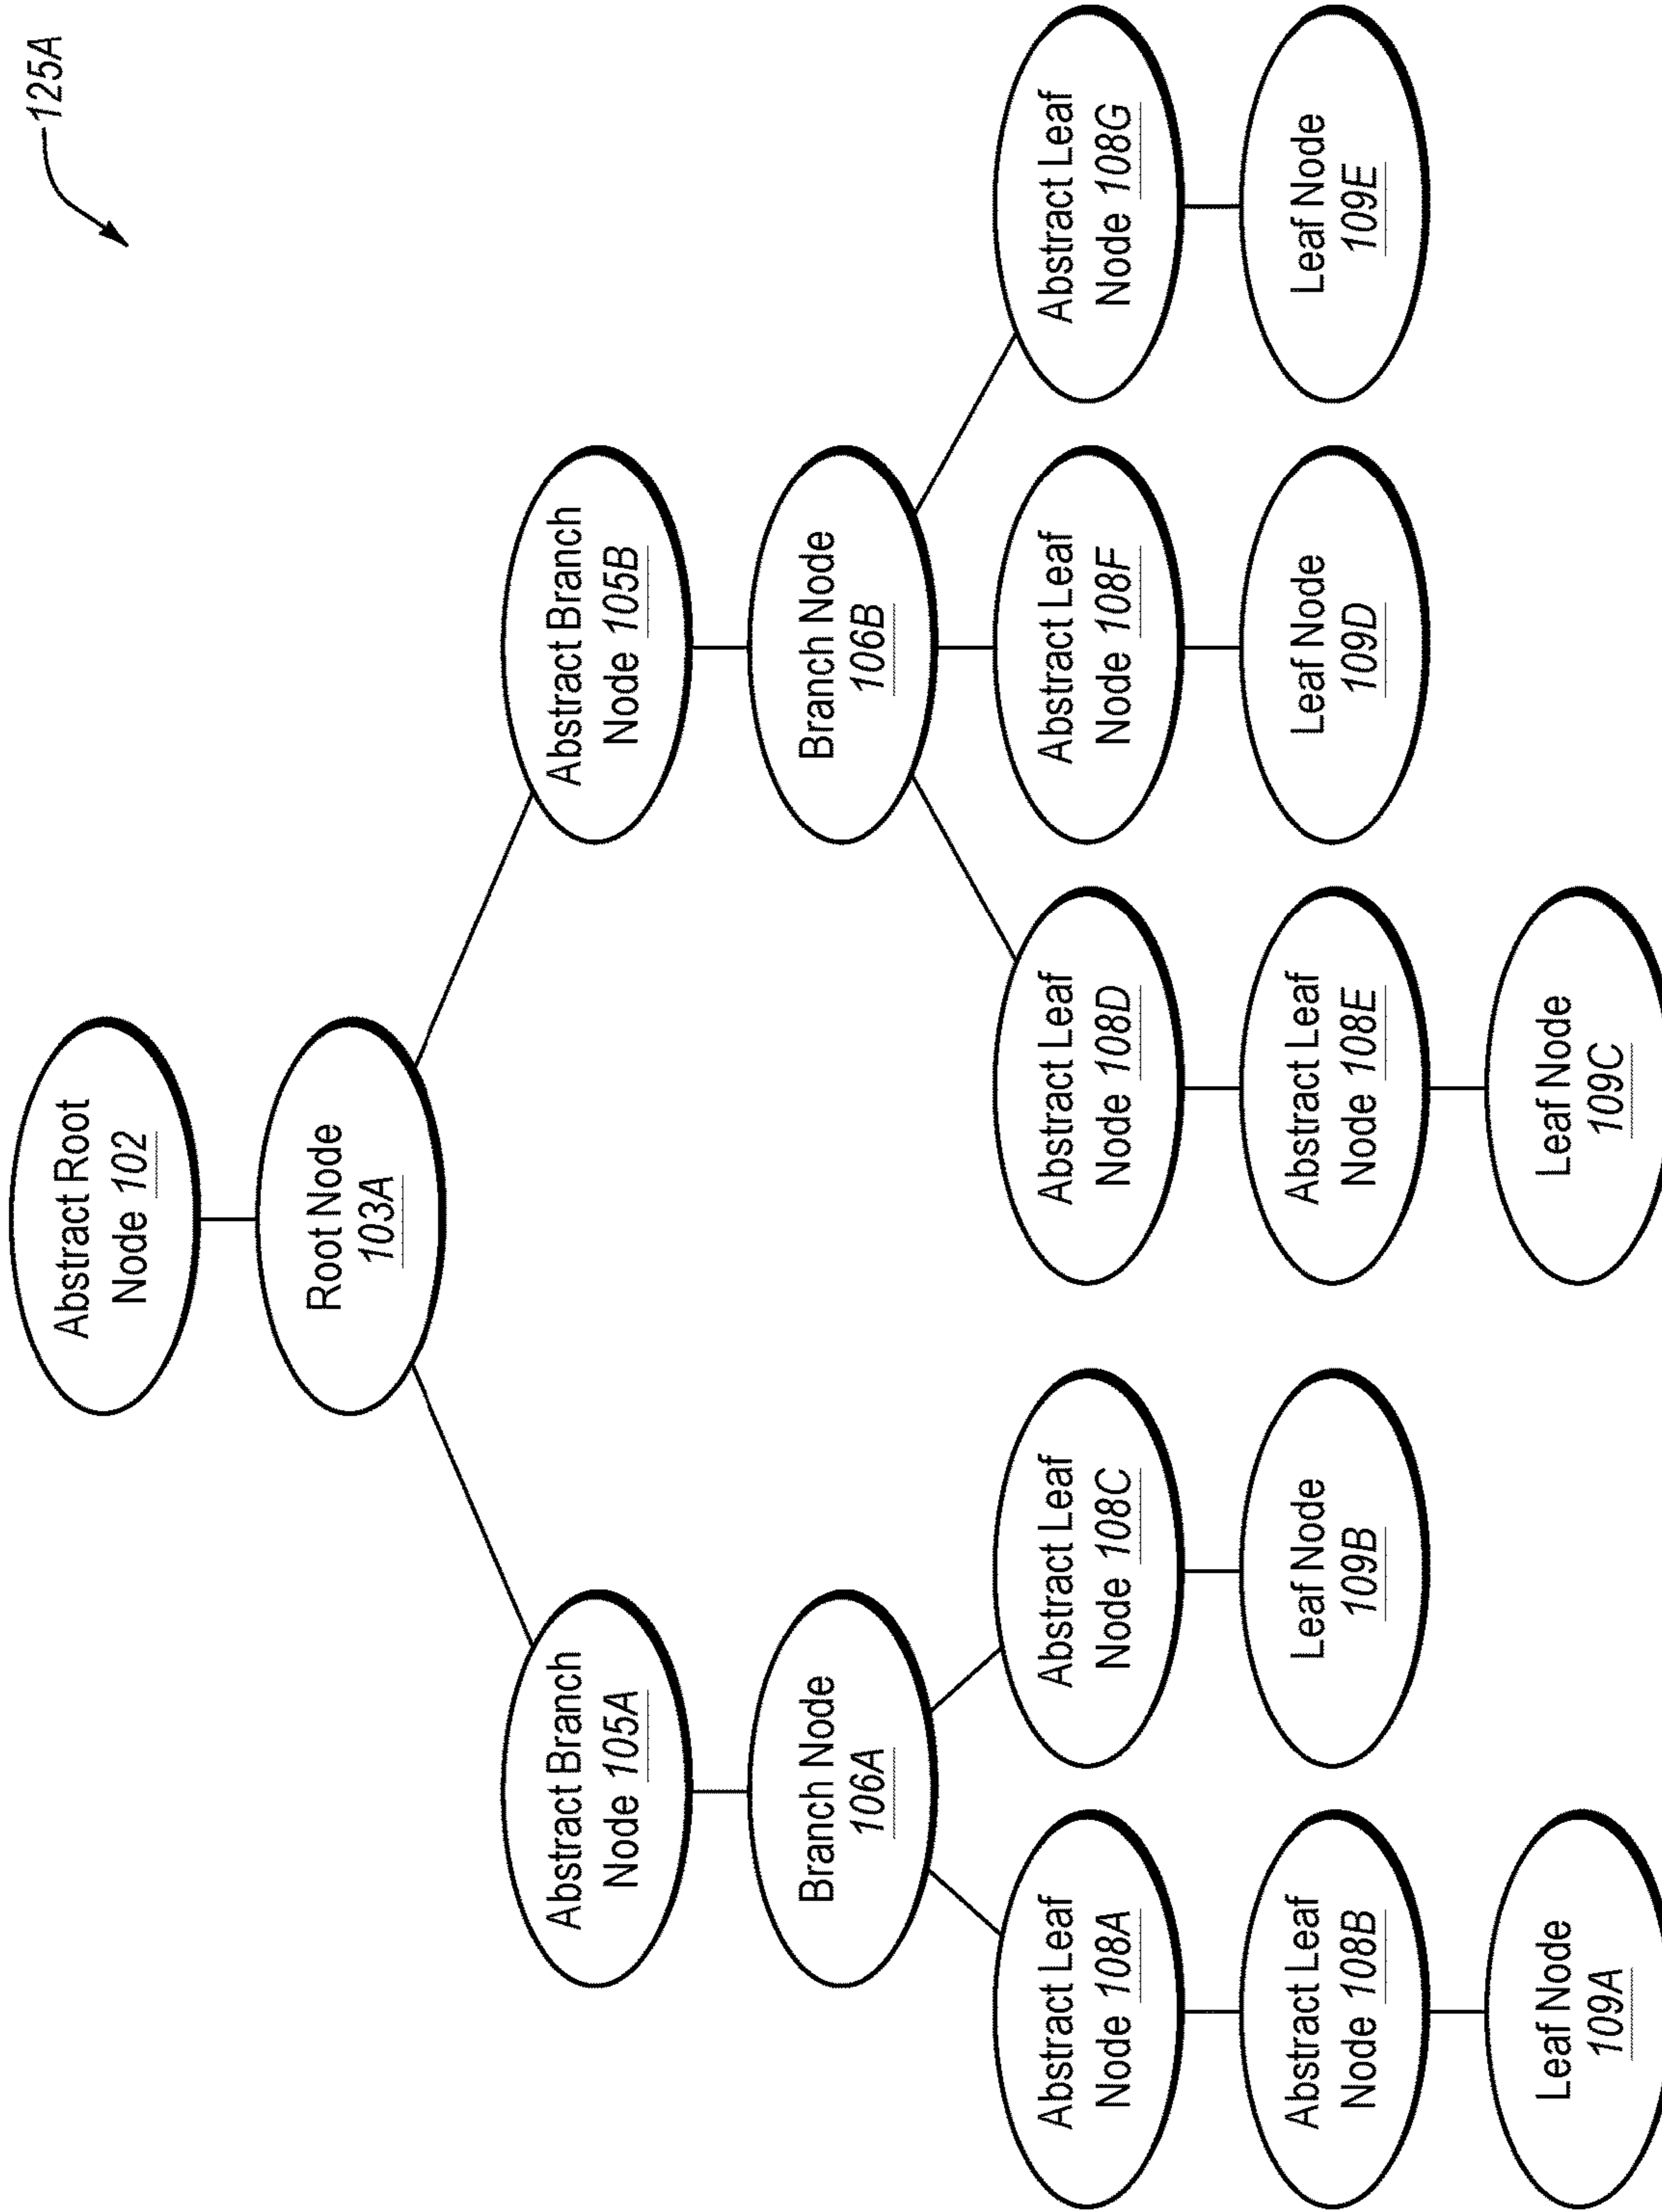 125A
Abstract Root
Node 102
Root Node
103A
Abstract Branch
Node 105A
Abstract Branch
Node 105B
Branch Node
106A
Branch Node
106B
Abstract Leaf
Node 108A
Abstract Leaf
Node 108C
Abstract Leaf
Node 108D
Abstract Leaf
Node 108F
Abstract Leaf
Node 108G
Abstract Leaf
Node 108B
Leaf Node
109B
Abstract Leaf
Node 108E
Leaf Node
109D
Leaf Node
109E
Leaf Node
109A
Leaf Node
109C